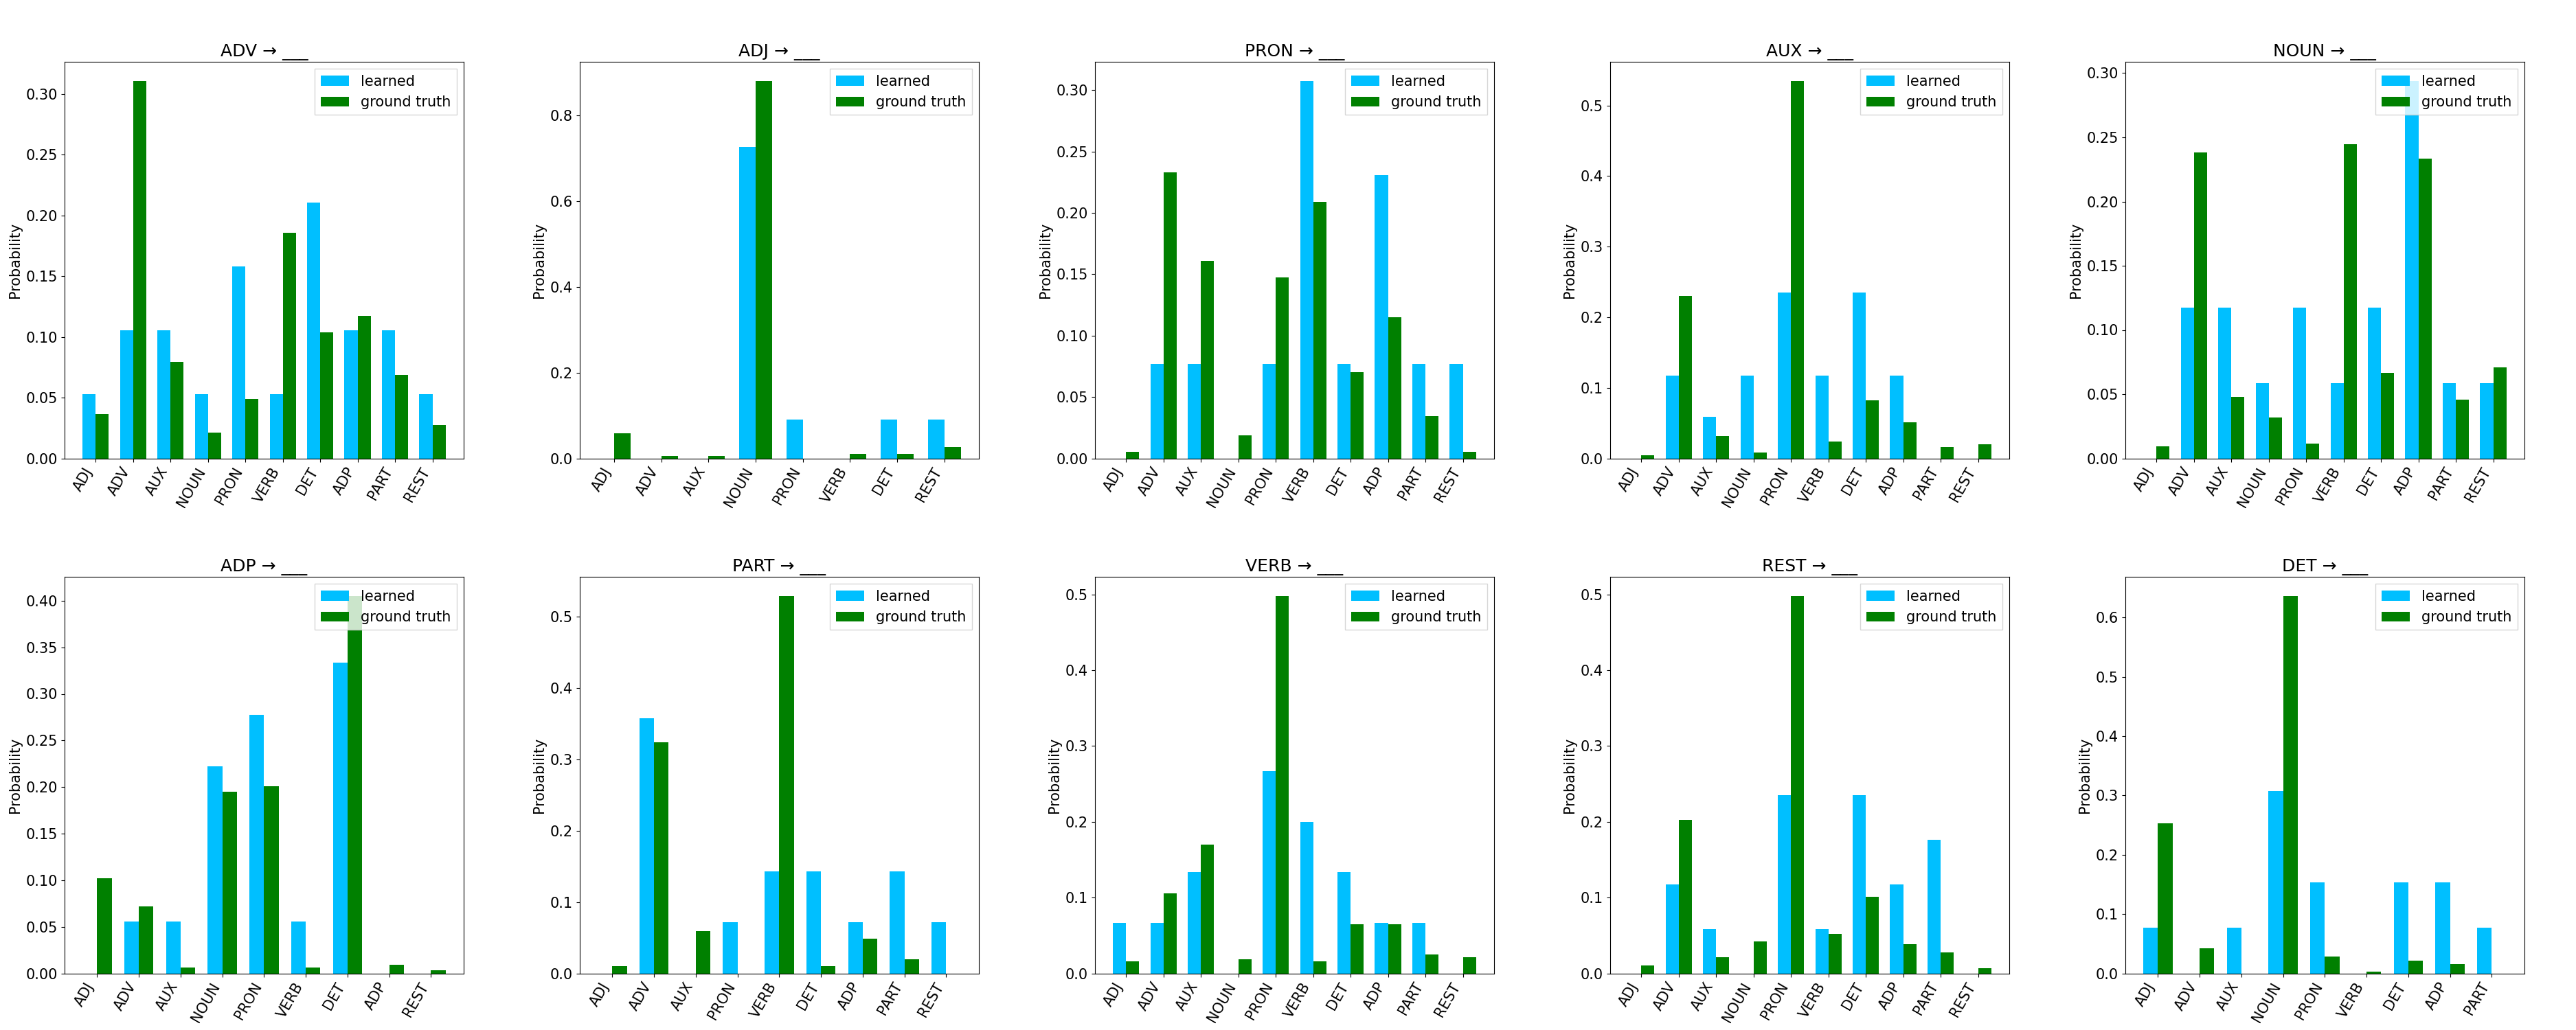 ADV → ___
Probability
0.30
0.25
0.20
0.15
0.10
0.05
0.00
learned
ground truth
ADJ ADV AUX NOUN PRON VERB DET ADP PART REST
ADJ → ___
Probability
0.8
0.6
0.4
0.2
0.0
learned
ground truth
ADJ ADV AUX NOUN PRON VERB DET REST
PRON → ___
Probability
0.30
0.25
0.20
0.15
0.10
0.05
0.00
learned
ground truth
ADJ ADV AUX NOUN PRON VERB DET ADP PART REST
AUX → ___
Probability
0.5
0.4
0.3
0.2
0.1
0.0
learned
ground truth
ADJ ADV AUX NOUN PRON VERB DET ADP PART REST
NOUN → ___
Probability
0.30
0.25
0.20
0.15
0.10
0.05
0.00
learned
ground truth
ADJ ADV AUX NOUN PRON VERB DET ADP PART REST
ADP → ___
Probability
0.40
0.35
0.30
0.25
0.20
0.15
0.10
0.05
0.00
learned
ground truth
ADJ ADV AUX NOUN PRON VERB DET ADP REST
PART → ___
Probability
0.5
0.4
0.3
0.2
0.1
0.0
learned
ground truth
ADJ ADV AUX PRON VERB DET ADP PART REST
VERB → ___
Probability
0.5
0.4
0.3
0.2
0.1
0.0
learned
ground truth
ADJ ADV AUX NOUN PRON VERB DET ADP PART REST
REST → ___
Probability
0.5
0.4
0.3
0.2
0.1
0.0
learned
ground truth
ADJ ADV AUX NOUN PRON VERB DET ADP PART REST
DET → ___
Probability
0.6
0.5
0.4
0.3
0.2
0.1
0.0
learned
ground truth
ADJ ADV AUX NOUN PRON VERB DET ADP PART